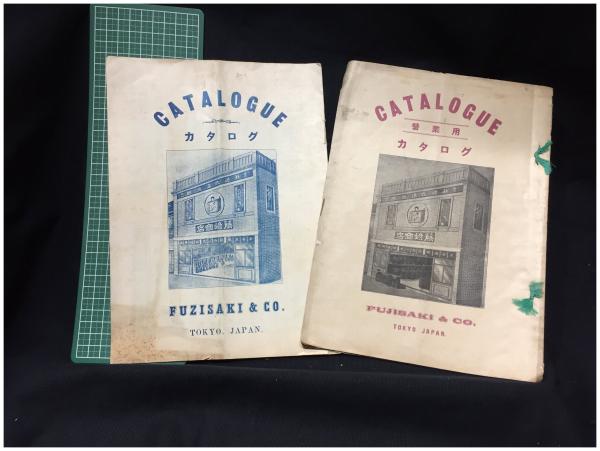 CATALOGUE
カタログ
FUZISAKI & CO.
TOKYO. JAPAN.
CATALOGUE
營業用
カタログ
FUJISAKI & CO.
TOKYO JAPAN.